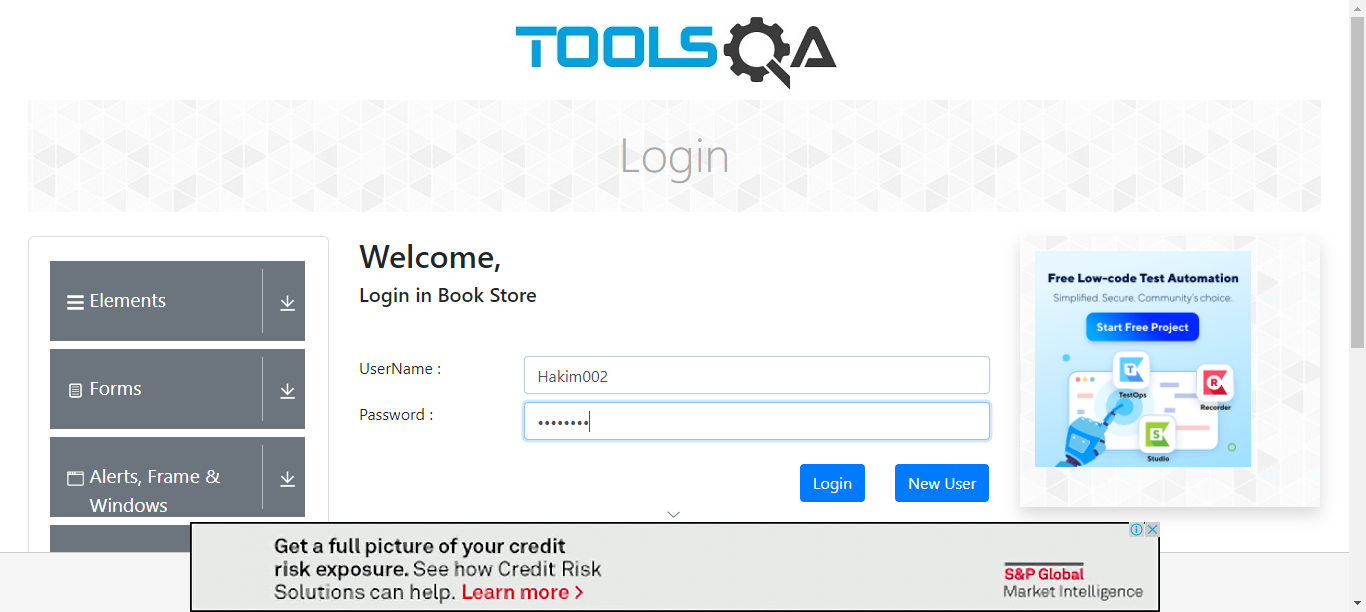 TOOLSQA
Login
Elements
Forms
Alerts, Frame &
Windows
Welcome,
Login in Book Store
UserName :
Hakim002
Password :
••••••••
Login
New User
Free Low-code Test Automation
Simplified. Secure. Community's choice.
Start Free Project
TestOps
Recorder
Studio
Get a full picture of your credit
risk exposure. See how Credit Risk
Solutions can help. Learn more >
S&P Global
Market Intelligence